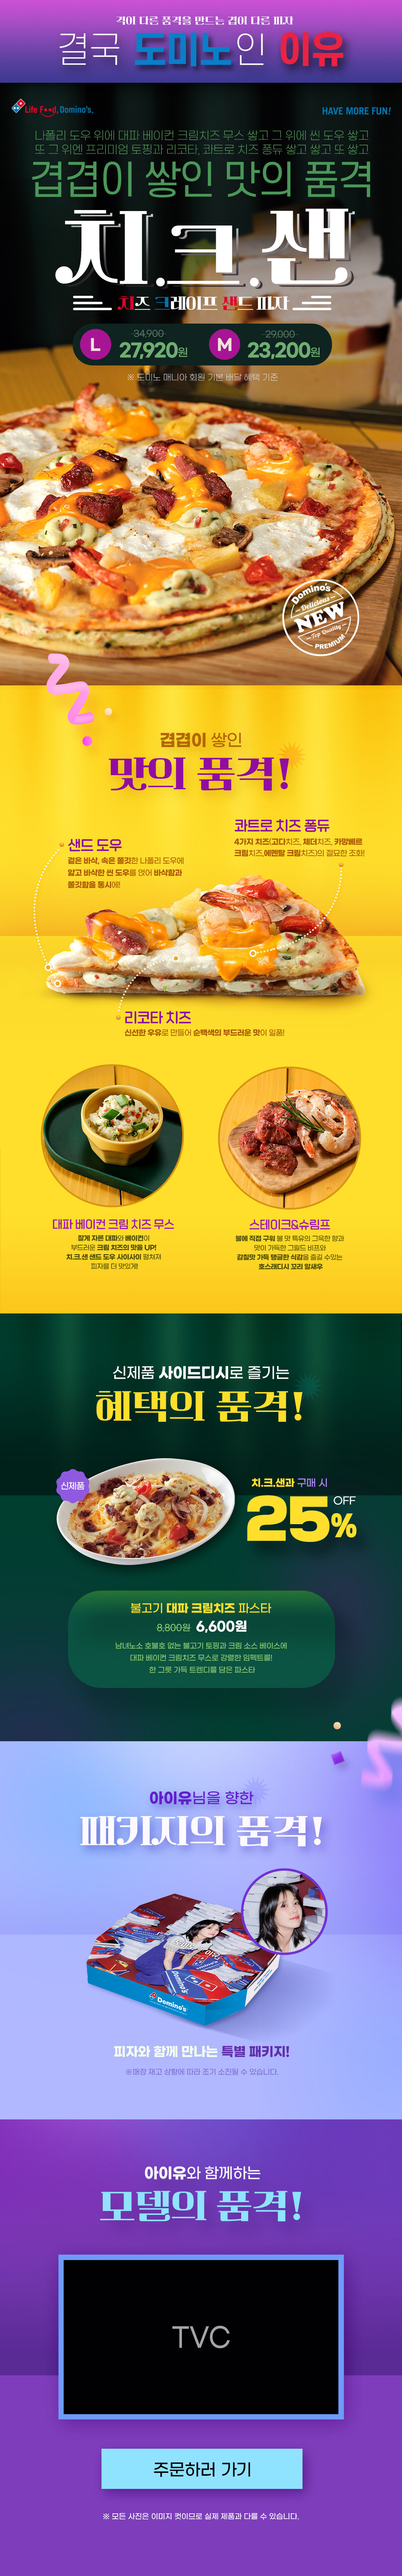 격이 다른 품격을 만드는 겹이 다른 피자
결국 도미노인 이유
Life Food, Domino's.
HAVE MORE FUN!
나폴리 도우 위에 대파 베이컨 크림치즈 무스 쌓고 그 위에 씬 도우 쌓고
또 그 위엔 프리미엄 토핑과 리코타, 콰트로 치즈 퐁듀 쌓고 쌓고 또 쌓고
겹겹이 쌓인 맛의 품격
치.크.샌
치즈 크레이프 샌드 피자
L 34,900 27,920원
M 29,000 23,200원
※ 도미노 매니아 회원 기본 배달 혜택 기준
Domino's
Delicious
NEW
Top Quality
PREMIUM
겹겹이 쌓인
맛의 품격!
콰트로 치즈 퐁듀
4가지 치즈(고다치즈, 체더치즈, 카망베르
크림치즈,에멘탈 크림치즈)의 절묘한 조화!
샌드 도우
겉은 바삭, 속은 쫄깃한 나폴리 도우에
얇고 바삭한 씬 도우를 얹어 바삭함과
쫄깃함을 동시에!
리코타 치즈
신선한 우유로 만들어 순백색의 부드러운 맛이 일품!
대파 베이컨 크림 치즈 무스
잘게 자른 대파와 베이컨이
부드러운 크림 치즈의 맛을 UP!
치.크.샌 샌드 도우 사이사이 펼쳐져
피자를 더 맛있게!
스테이크&슈림프
불에 직접 구워 불 맛 특유의 그윽한 향과
맛이 가득한 그릴드 비프와
감칠맛 가득 탱글한 식감을 즐길 수있는
호스래디시 꼬리 알새우
신제품 사이드디시로 즐기는
혜택의 품격!
신제품
치.크.샌과 구매 시
25% OFF
불고기 대파 크림치즈 파스타
8,800원 6,600원
남녀노소 호불호 없는 불고기 토핑과 크림 소스 베이스에
대파 베이컨 크림치즈 무스로 강렬한 임펙트를!
한 그릇 가득 트렌디를 담은 파스타
아이유님을 향한
패키지의 품격!
Domino's
피자와 함께 만나는 특별 패키지!
※매장 재고 상황에 따라 조기 소진될 수 있습니다.
아이유와 함께하는
모델의 품격!
TVC
주문하러 가기
※ 모든 사진은 이미지 컷이므로 실제 제품과 다를 수 있습니다.